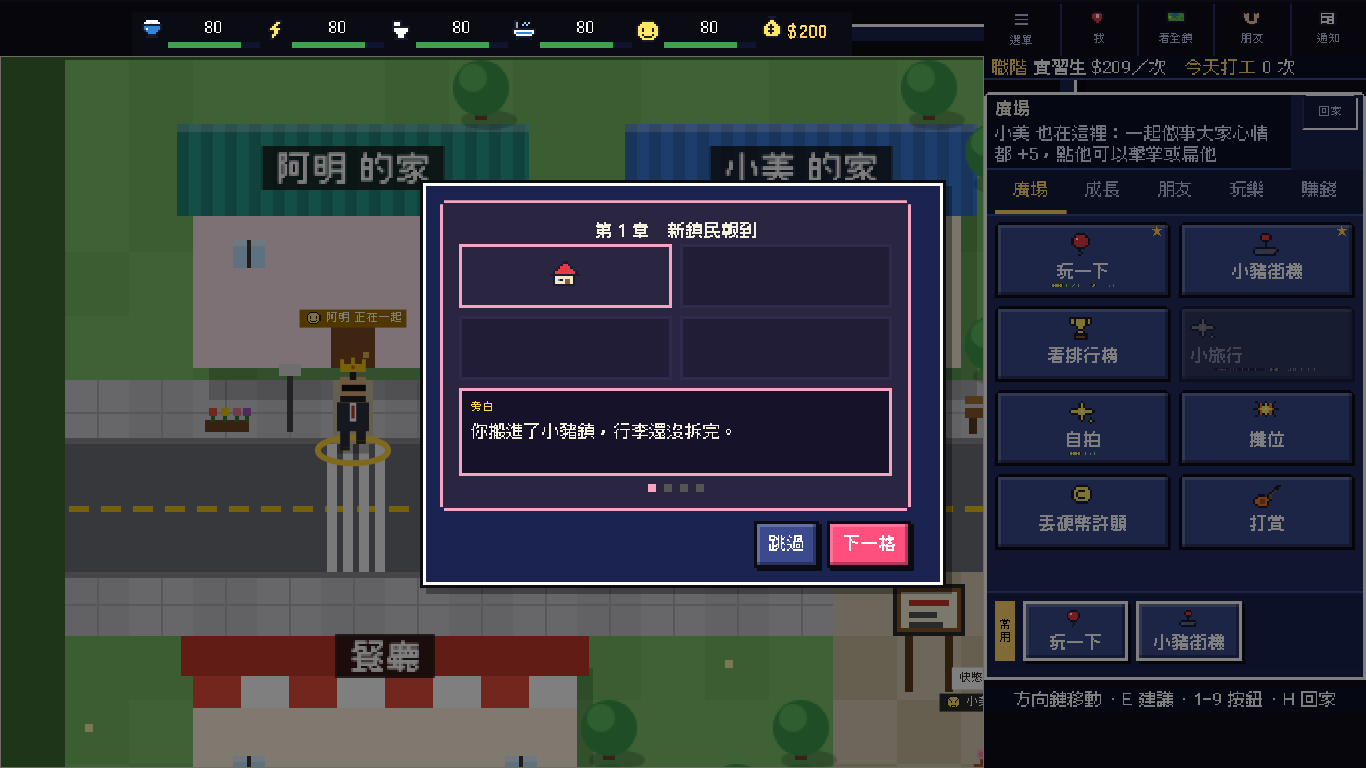 80
80
80
80
80
$200
選單
我
看全鎮
朋友
通知
職階 實習生 $209/次 今天打工 0 次
廣場
回家
小美 也在這裡：一起做事大家心情
都 +5，點他可以擊掌或扁他
廣場
成長
朋友
玩樂
賺錢
玩一下
小豬街機
看排行榜
小旅行
自拍
攤位
丟硬幣許願
打賞
常用
玩一下
小豬街機
方向鍵移動·E 建議·1-9 按鈕·H 回家
阿明 的家
小美 的家
阿明 正在一起
第 1 章 新鎮民報到
旁白
你搬進了小豬鎮，行李還沒拆完。
跳過
下一格
餐廳
快憋
小美